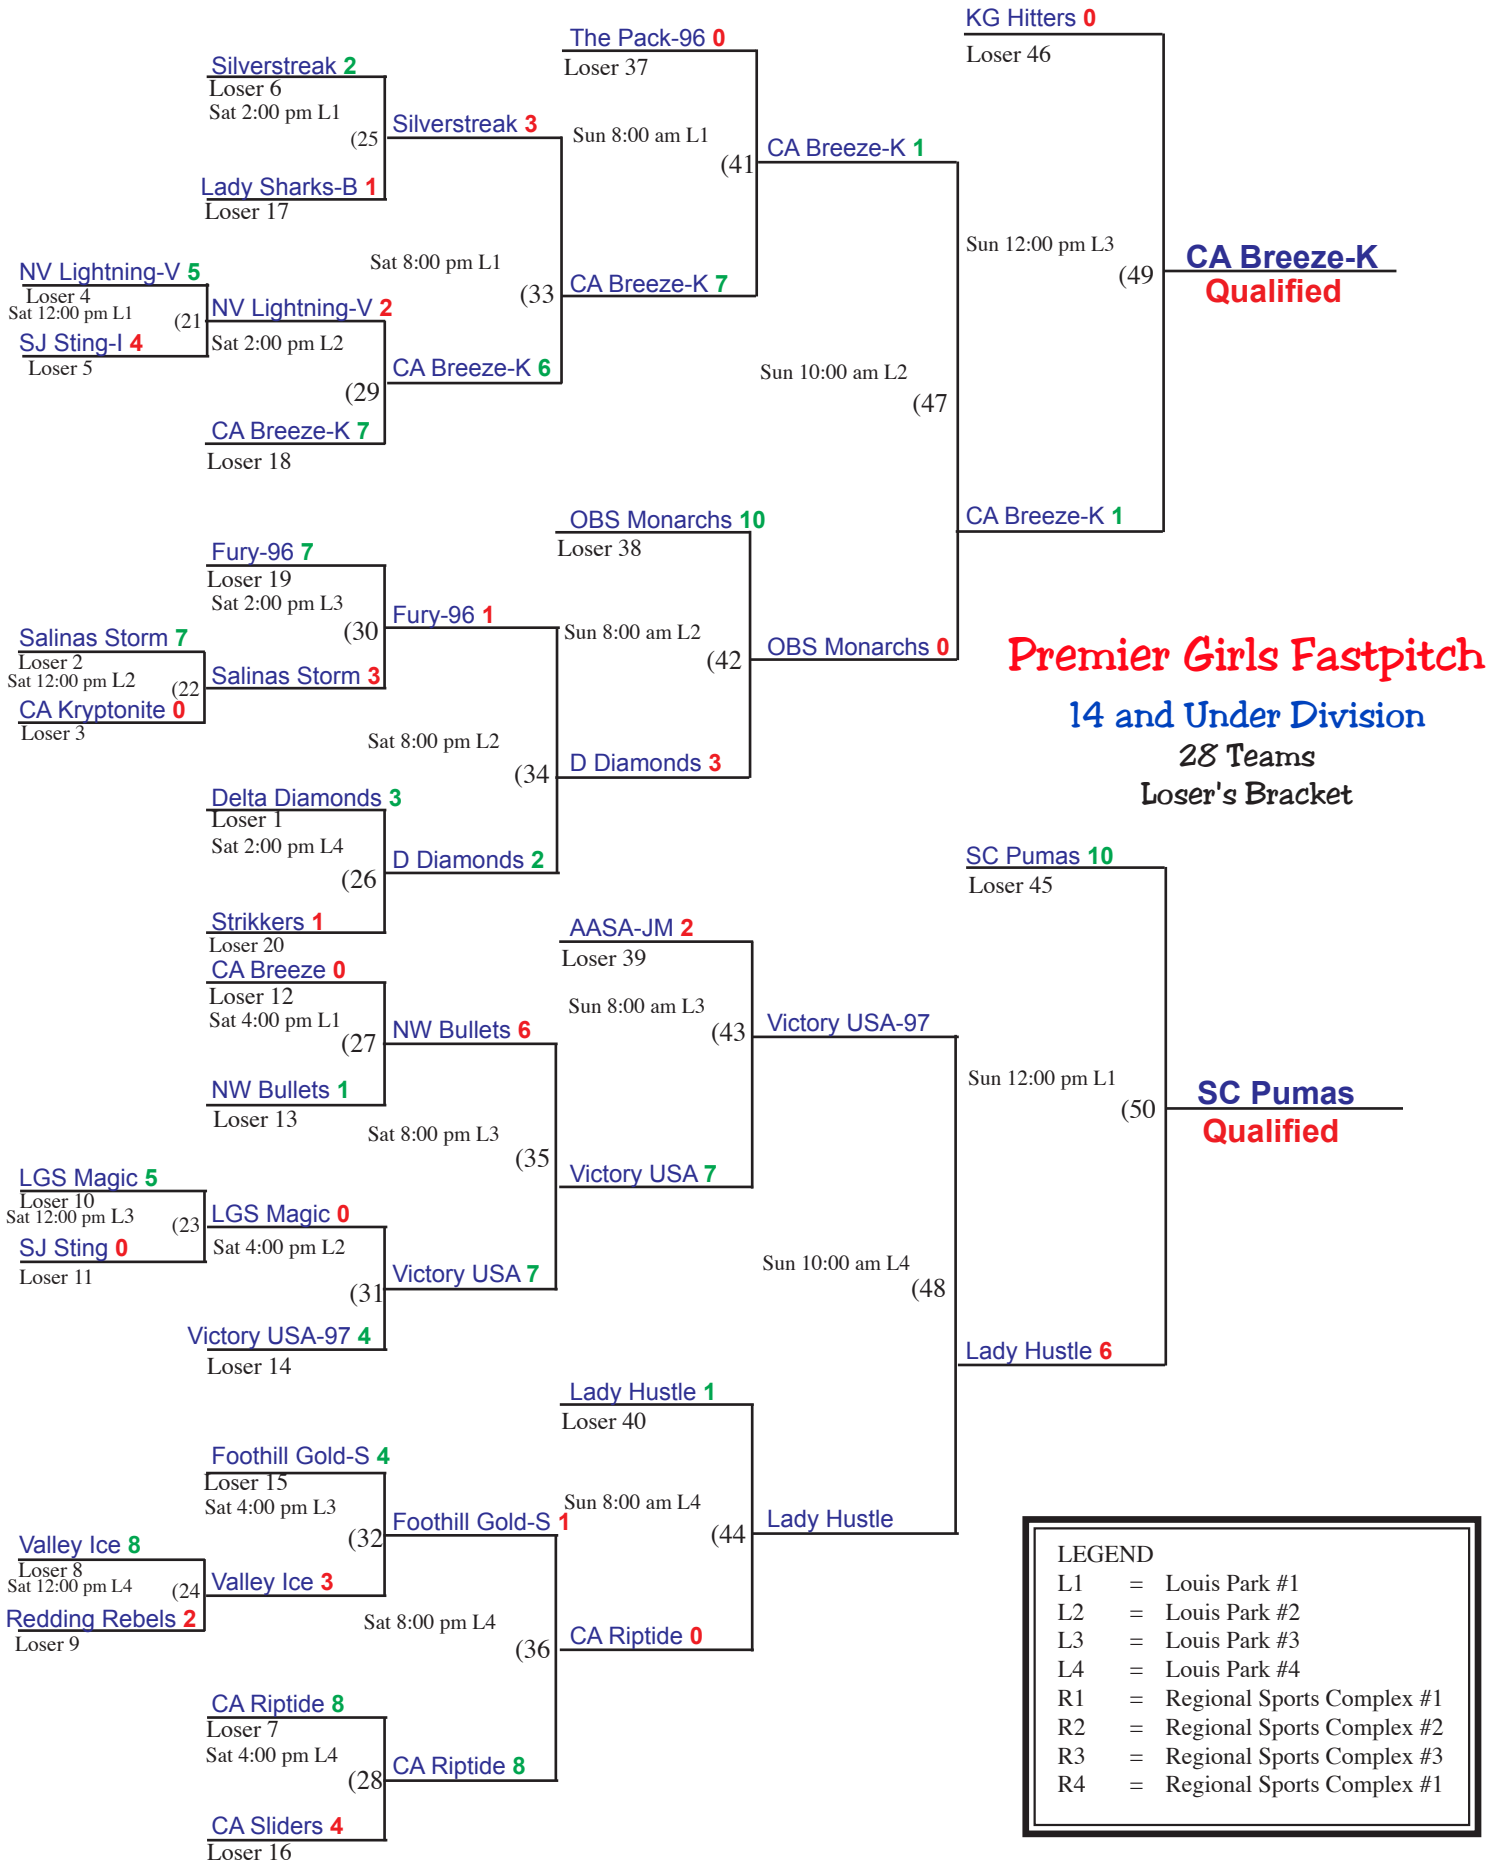 KG Hitters 0
Loser 46
The Pack-96 0
Loser 37
Silverstreak 2
Loser 6
Sat 2:00 pm L1
(25
Silverstreak 3
Sun 8:00 am L1
(41
CA Breeze-K 1
Lady Sharks-B 1
Loser 17
Sat 8:00 pm L1
(33
CA Breeze-K 7
Sun 12:00 pm L3
(49
CA Breeze-K
Qualified
NV Lightning-V 5
Loser 4
Sat 12:00 pm L1
(21
SJ Sting-I 4
Loser 5
NV Lightning-V 2
Sat 2:00 pm L2
(29
CA Breeze-K 6
Sun 10:00 am L2
(47
CA Breeze-K 7
Loser 18
OBS Monarchs 10
Loser 38
CA Breeze-K 1
Fury-96 7
Loser 19
Sat 2:00 pm L3
(30
Fury-96 1
Sun 8:00 am L2
(42
OBS Monarchs 0
Salinas Storm 7
Loser 2
Sat 12:00 pm L2
(22
CA Kryptonite 0
Loser 3
Salinas Storm 3
Sat 8:00 pm L2
(34
D Diamonds 3
Premier Girls Fastpitch
14 and Under Division
28 Teams
Loser's Bracket
Delta Diamonds 3
Loser 1
Sat 2:00 pm L4
(26
D Diamonds 2
Strikkers 1
Loser 20
SC Pumas 10
Loser 45
AASA-JM 2
Loser 39
CA Breeze 0
Loser 12
Sat 4:00 pm L1
(27
NW Bullets 6
Sun 8:00 am L3
(43
Victory USA-97
NW Bullets 1
Loser 13
Sat 8:00 pm L3
(35
Victory USA 7
Sun 12:00 pm L1
(50
SC Pumas
Qualified
LGS Magic 5
Loser 10
Sat 12:00 pm L3
(23
SJ Sting 0
Loser 11
LGS Magic 0
Sat 4:00 pm L2
(31
Victory USA 7
Sun 10:00 am L4
(48
Victory USA-97 4
Loser 14
Lady Hustle 6
Lady Hustle 1
Loser 40
Foothill Gold-S 4
Loser 15
Sat 4:00 pm L3
(32
Foothill Gold-S 1
Sun 8:00 am L4
(44
Lady Hustle
Valley Ice 8
Loser 8
Sat 12:00 pm L4
(24
Redding Rebels 2
Loser 9
Valley Ice 3
Sat 8:00 pm L4
(36
CA Riptide 0
CA Riptide 8
Loser 7
Sat 4:00 pm L4
(28
CA Riptide 8
CA Sliders 4
Loser 16
LEGEND
L1 = Louis Park #1
L2 = Louis Park #2
L3 = Louis Park #3
L4 = Louis Park #4
R1 = Regional Sports Complex #1
R2 = Regional Sports Complex #2
R3 = Regional Sports Complex #3
R4 = Regional Sports Complex #1